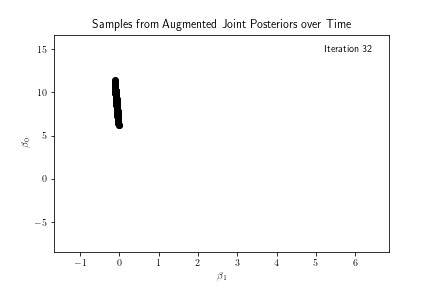 Samples from Augmented Joint Posteriors over Time
Iteration 32
15
10
5
0
−5
β₀
−1 0 1 2 3 4 5 6
β₁